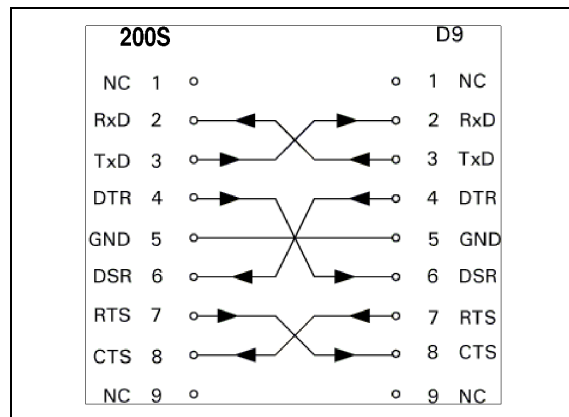 200S D9
NC 1 1 NC
RxD 2 2 RxD
TxD 3 3 TxD
DTR 4 4 DTR
GND 5 5 GND
DSR 6 6 DSR
RTS 7 7 RTS
CTS 8 8 CTS
NC 9 9 NC